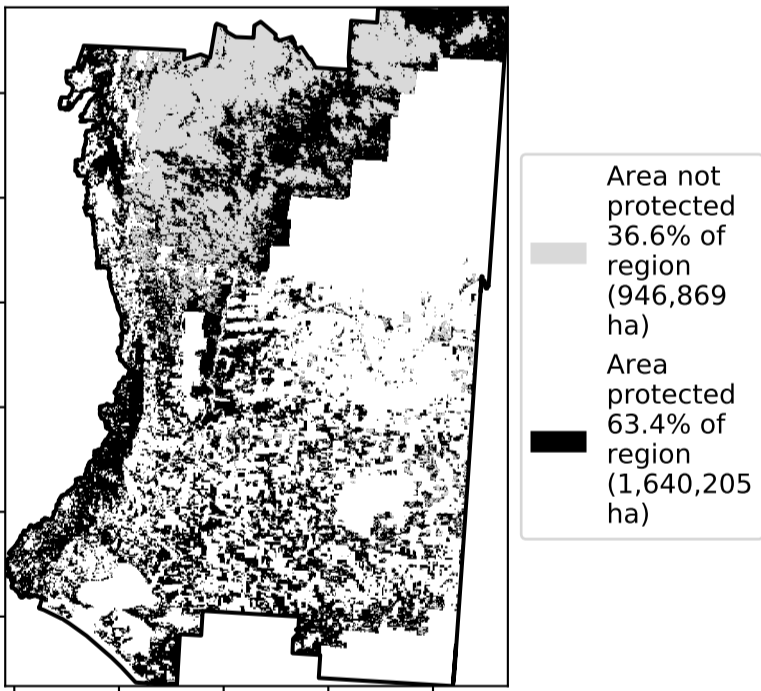 Area not
protected
36.6% of
region
(946,869
ha)
Area
protected
63.4% of
region
(1,640,205
ha)